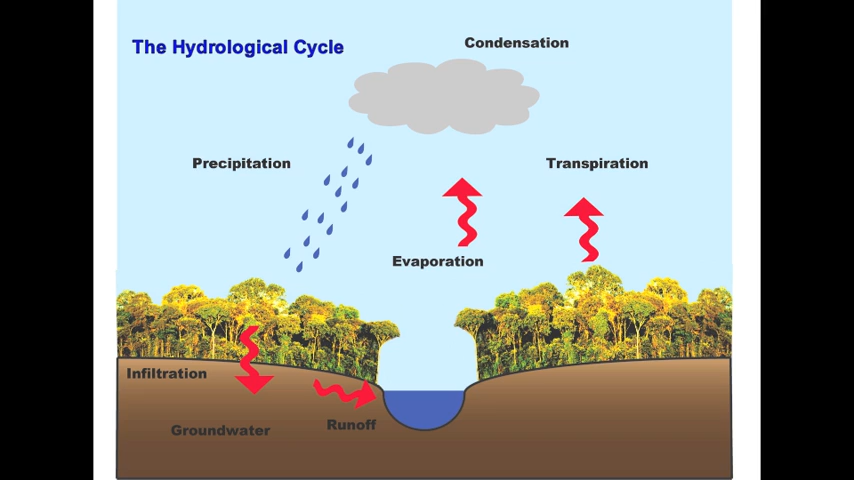 The Hydrological Cycle
Condensation
Precipitation
Transpiration
Evaporation
Infiltration
Groundwater
Runoff